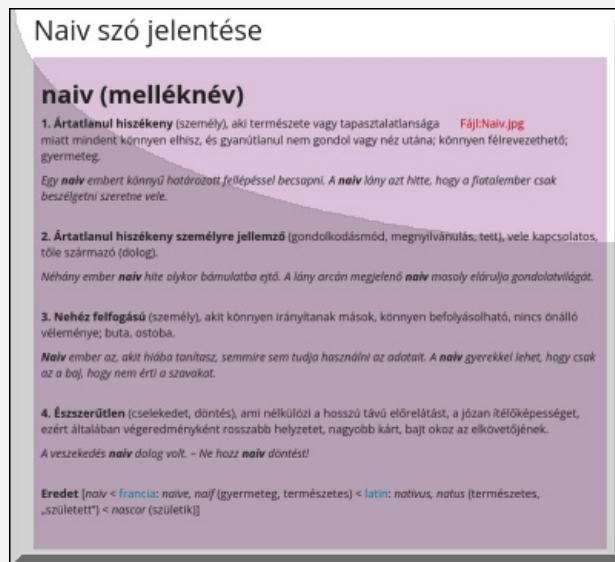 Naiv szó jelentése
naiv (melléknév)
1. Ártatlanul hiszékeny (személy), aki természete vagy tapasztalatlansága Fájl:Naiv.jpg
miatt mindent könnyen elhisz, és gyanútlanul nem gondol vagy néz utána; könnyen félrevezethető;
gyermeteg.
Egy naiv embert könnyű határozott fellépéssel becsapni. A naiv lány azt hitte, hogy a fiatalember csak
beszélgetni szeretne vele.
2. Ártatlanul hiszékeny személyre jellemző (gondolkodásmód, megnyilvánulás, tett), vele kapcsolatos,
tőle származó (dolog).
Néhány ember naiv hite olykor bámulatba ejtő. A lány arcán megjelenő naiv mosoly elárulja gondolatvilágát.
3. Nehéz felfogású (személy), akit könnyen irányítanak mások, könnyen befolyásolható, nincs önálló
véleménye; buta, ostoba.
Naiv ember az, akit hiába tanítasz, semmire sem tudja használni az adatait. A naiv gyerekkel lehet, hogy csak
az a baj, hogy nem érti a szavakat.
4. Észszerűtlen (cselekedet, döntés), ami nélkülözi a hosszú távú előrelátást, a józan ítélőképességet,
ezért általában végeredményként rosszabb helyzetet, nagyobb kárt, bajt okoz az elkövetőjének.
A veszekedés naiv dolog volt. – Ne hozz naiv döntést!
Eredet [naiv < francia: naive, naif (gyermeteg, természetes) < latin: nativus, natus (természetes,
„született”) < nascor (születik)]